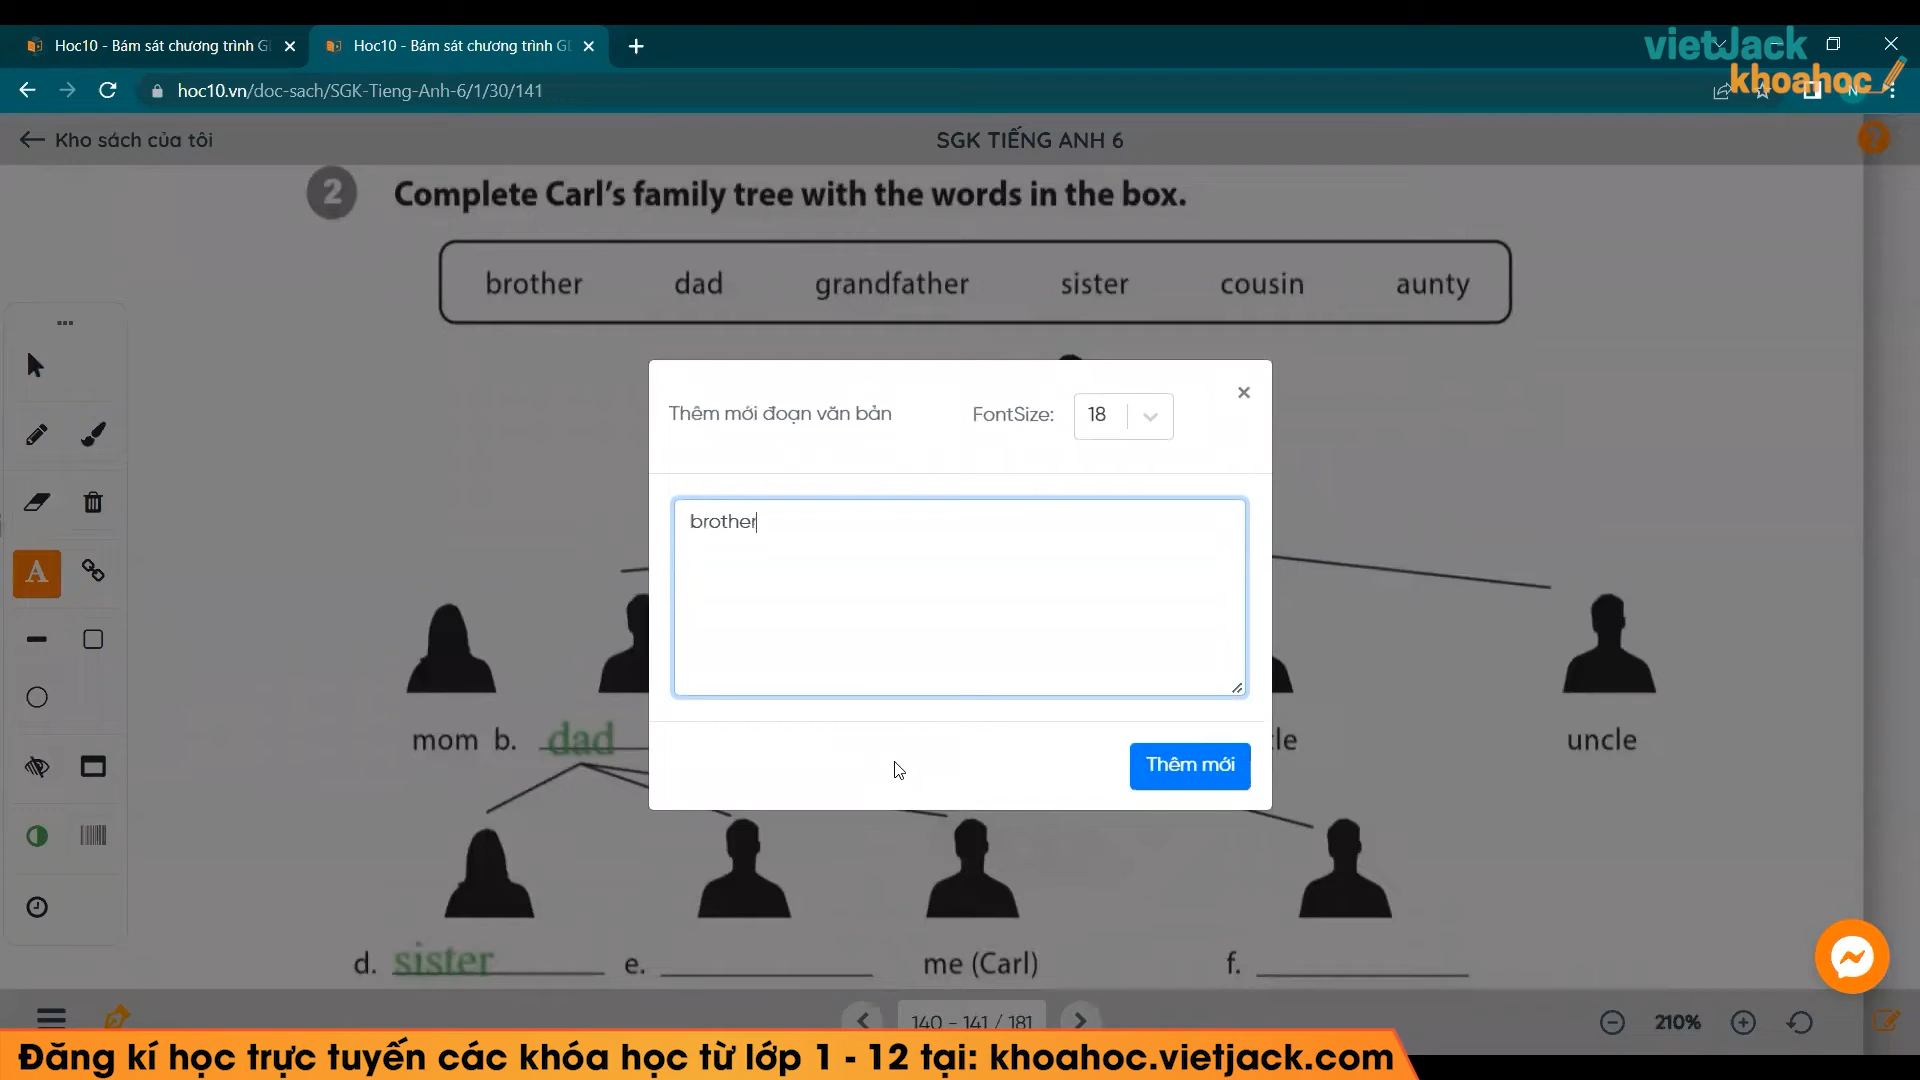 Hoc10 - Bám sát chương trình G
Hoc10 - Bám sát chương trình GD
vietJack
khoahoc
hoc10.vn/doc-sach/SGK-Tieng-Anh-6/1/30/141
N
Kho sách của tôi
SGK TIẾNG ANH 6
?
2 Complete Carl's family tree with the words in the box.
brother dad grandfather sister cousin aunty
Thêm mới đoạn văn bản FontSize: 18
brother
A
mom b. dad
le
uncle
Thêm mới
d. sister e. me (Carl) f.
140 - 141 / 181
210%
Đăng kí học trực tuyến các khóa học từ lớp 1 - 12 tại: khoahoc.vietjack.com